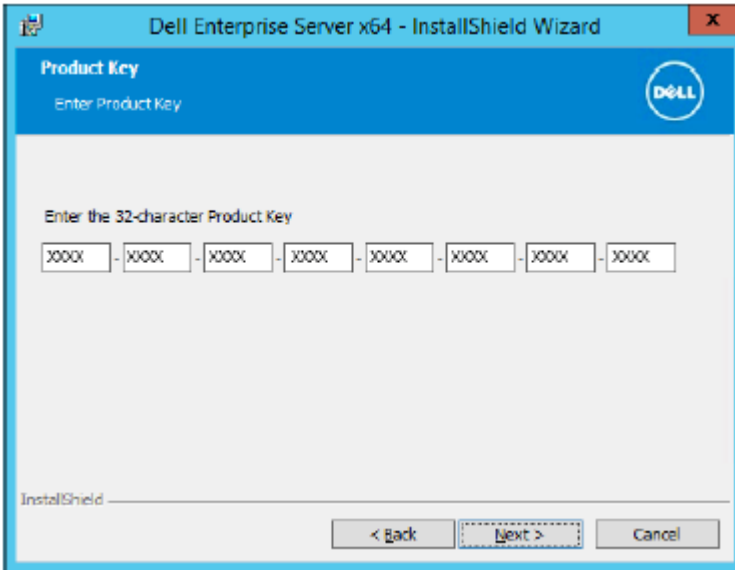 Dell Enterprise Server x64 - InstallShield Wizard
x
Product Key
Enter Product Key
DELL
Enter the 32-character Product Key
XXXX - XXXX - XXXX - XXXX - XXXX - XXXX - XXXX - XXXX
InstallShield
< Back Next > Cancel